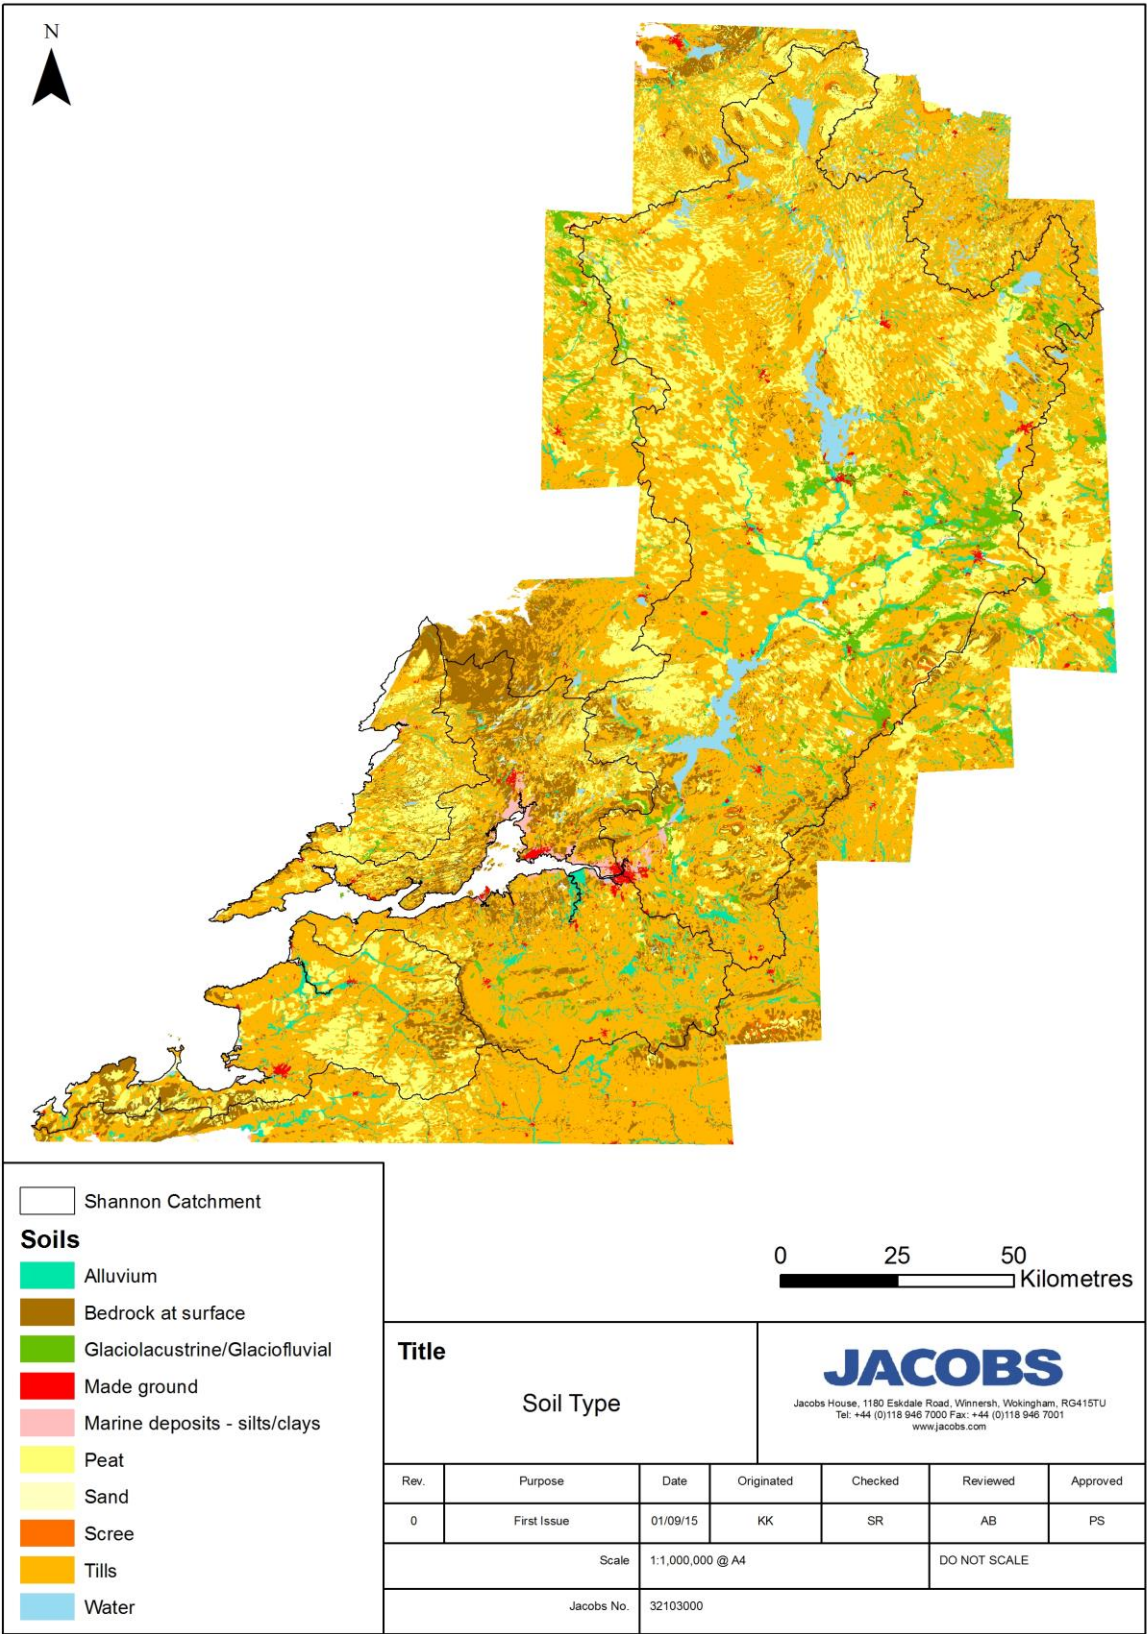 N
Shannon Catchment
Soils
Alluvium
Bedrock at surface
Glaciolacustrine/Glaciofluvial
Made ground
Marine deposits - silts/clays
Peat
Sand
Scree
Tills
Water
0 25 50
Kilometres
Title
Soil Type
JACOBS
Jacobs House, 1180 Eskdale Road, Winnersh, Wokingham, RG415TU
Tel: +44 (0)118 946 7000 Fax: +44 (0)118 946 7001
www.jacobs.com
Rev. Purpose Date Originated Checked Reviewed Approved
0 First Issue 01/09/15 KK SR AB PS
Scale 1:1,000,000 @ A4 DO NOT SCALE
Jacobs No. 32103000